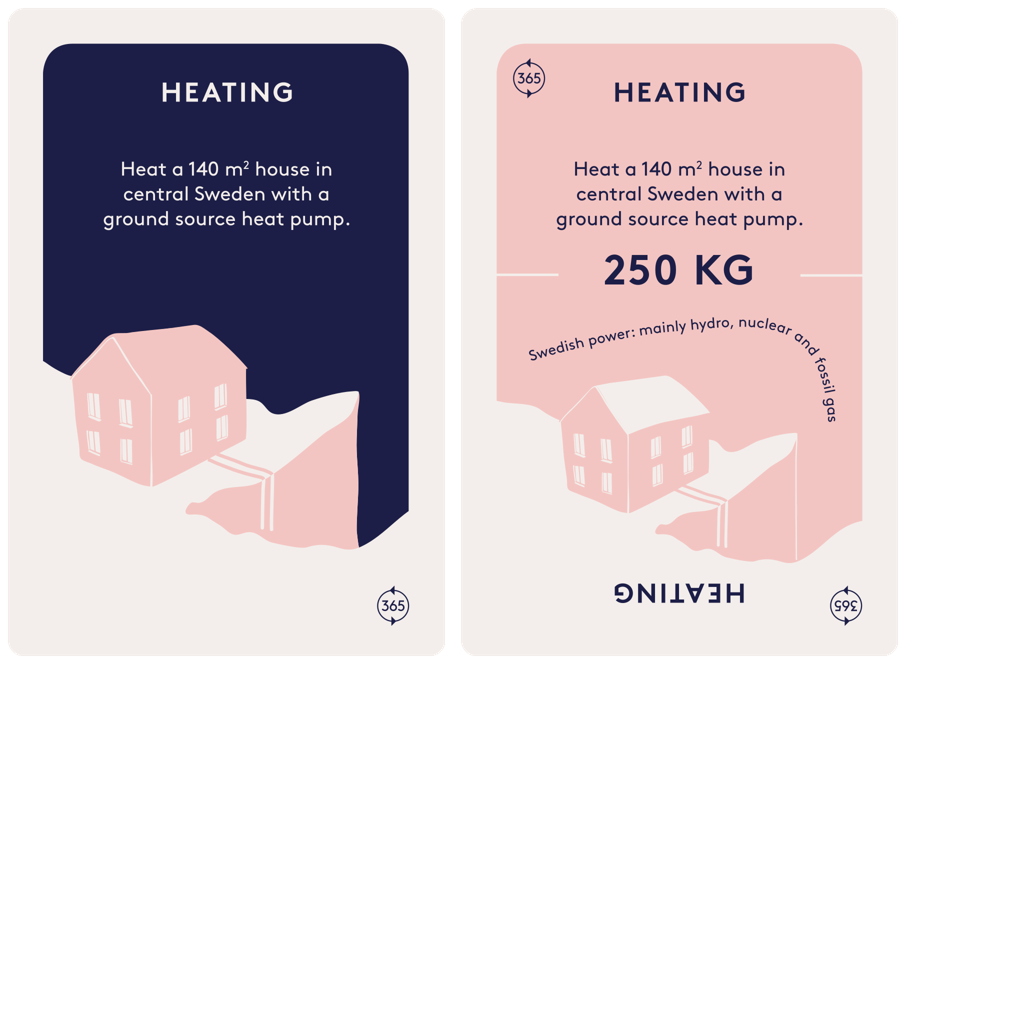 HEATING
Heat a 140 m² house in
central Sweden with a
ground source heat pump.
365
365
HEATING
Heat a 140 m² house in
central Sweden with a
ground source heat pump.
250 KG
Swedish power: mainly hydro, nuclear and fossil gas
HEATING
365